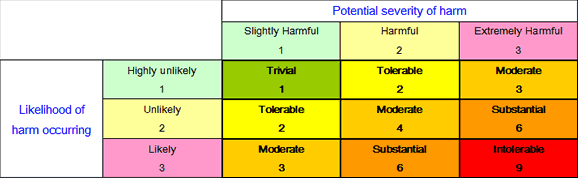 Potential severity of harm
Slightly Harmful Harmful Extremely Harmful
1 2 3
Highly unlikely Trivial Tolerable Moderate
1 1 2 3
Likelihood of
harm occurring
Unlikely Tolerable Moderate Substantial
2 2 4 6
Likely Moderate Substantial Intolerable
3 3 6 9